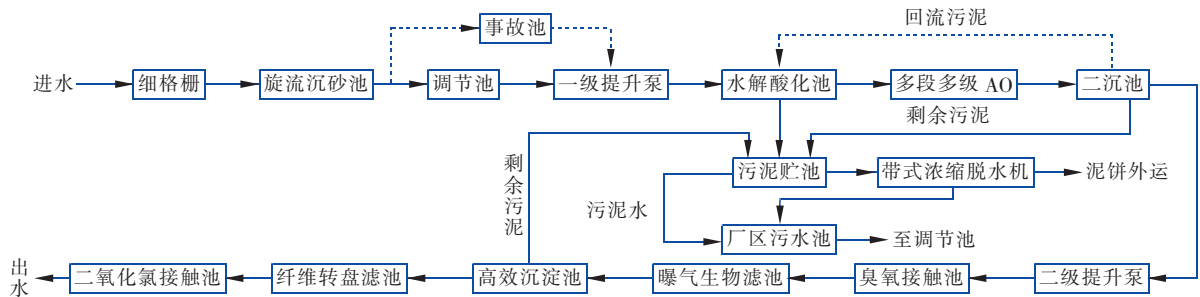 回流污泥
事故池
进水
细格栅
旋流沉砂池
调节池
一级提升泵
水解酸化池
多段多级 AO
二沉池
剩余污泥
剩余污泥
污泥贮池
带式浓缩脱水机
泥饼外运
污泥水
厂区污水池
至调节池
出水
二氧化氯接触池
纤维转盘滤池
高效沉淀池
曝气生物滤池
臭氧接触池
二级提升泵